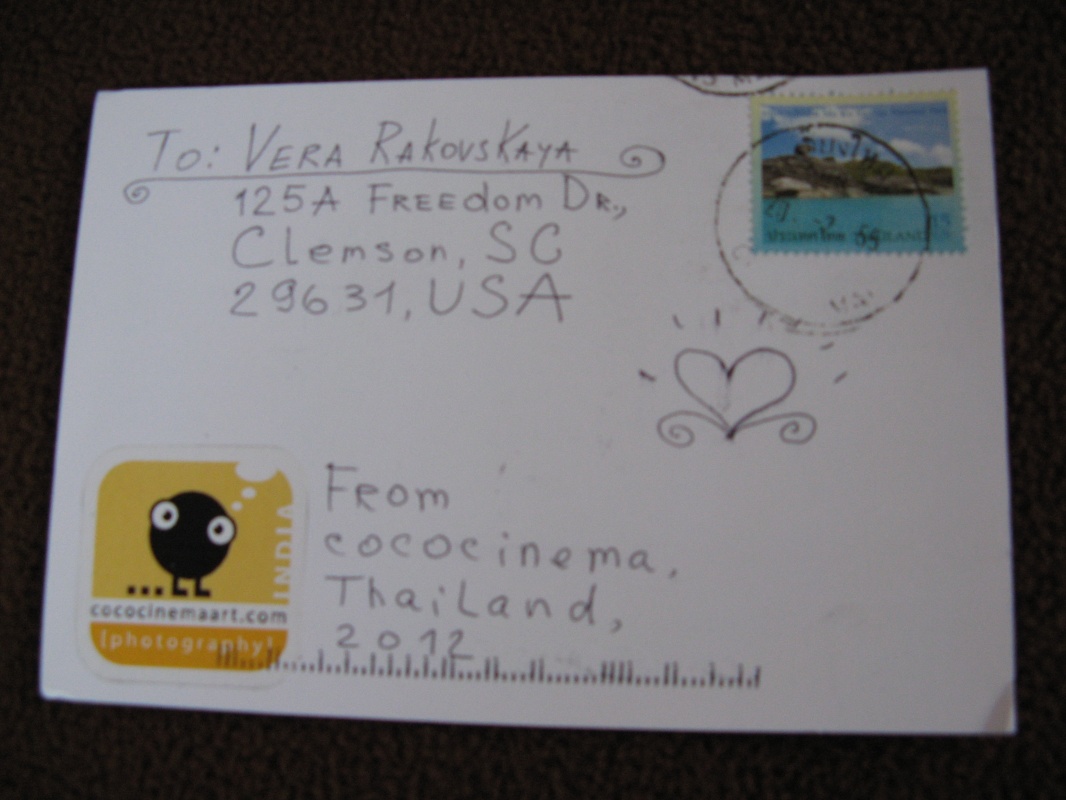 To: VERA RAKOVSKAYA
125A FREEdom DR.,
Clemson, SC
29631, USA
From
cococinema,
ThaiLand,
2012
INDIA
cococinemaart.com
[photography]